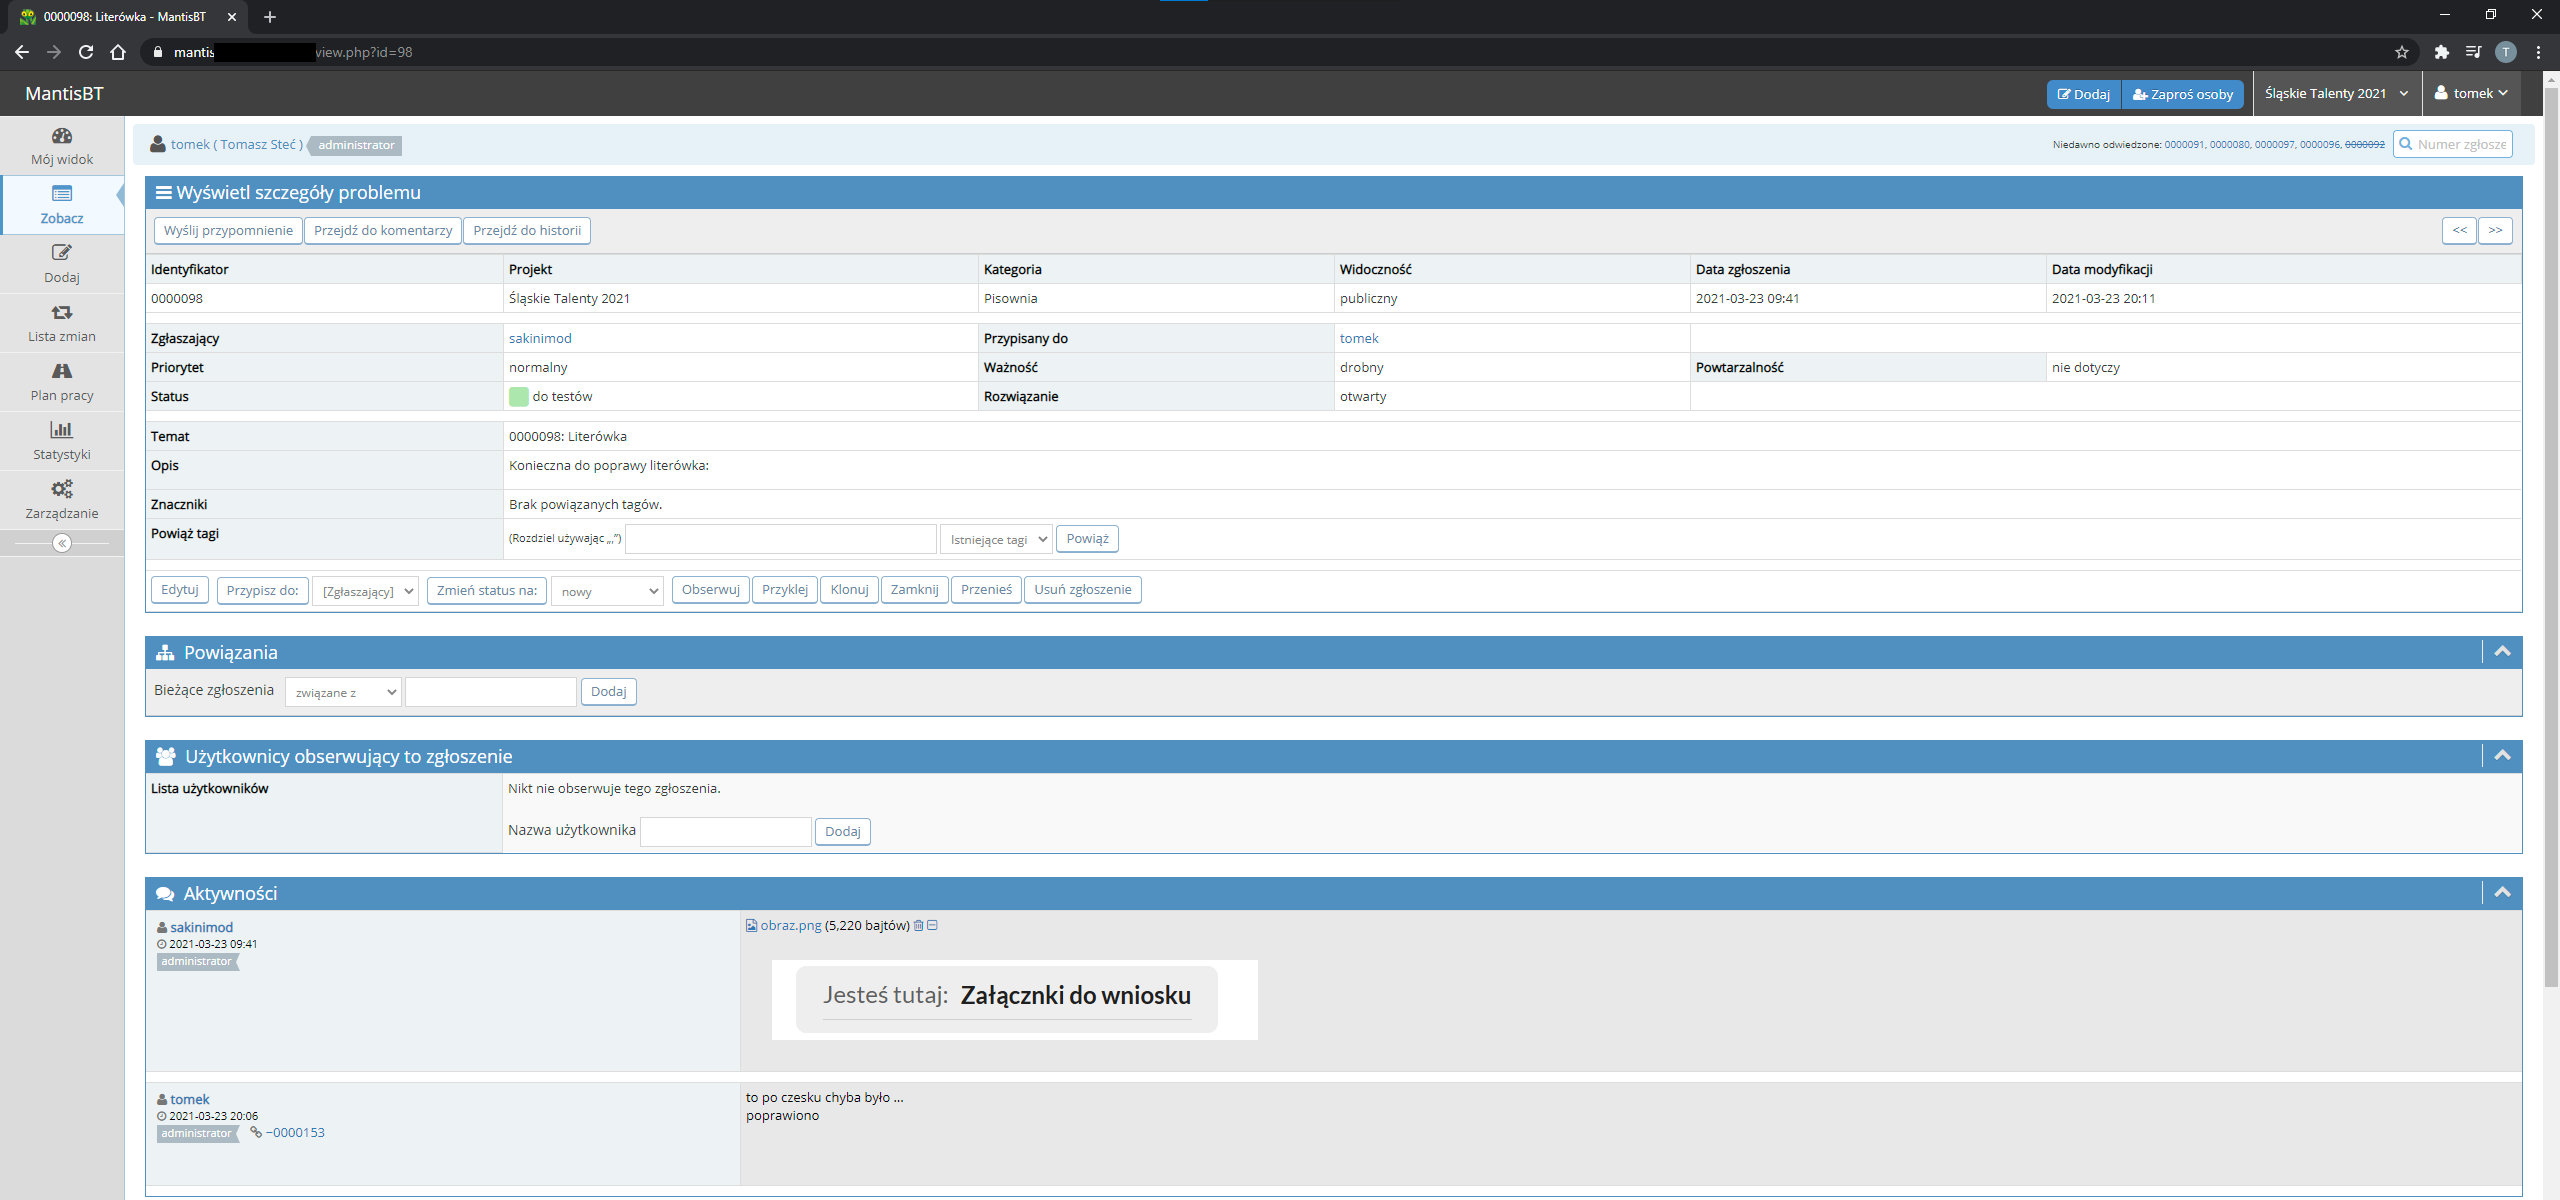 0000098: Literówka - MantisBT
mantis view.php?id=98
T
MantisBT
Dodaj Zaproś osoby Śląskie Talenty 2021 tomek
Mój widok
Zobacz
Dodaj
Lista zmian
Plan pracy
Statystyki
Zarządzanie
tomek ( Tomasz Steć ) administrator
Niedawno odwiedzone: 0000091, 0000080, 0000097, 0000096, 0000092 Numer zgłosze
Wyświetl szczegóły problemu
Wyślij przypomnienie Przejdź do komentarzy Przejdź do historii << >>
Identyfikator Projekt Kategoria Widoczność Data zgłoszenia Data modyfikacji
0000098 Śląskie Talenty 2021 Pisownia publiczny 2021-03-23 09:41 2021-03-23 20:11
Zgłaszający sakinimod Przypisany do tomek
Priorytet normalny Ważność drobny Powtarzalność nie dotyczy
Status do testów Rozwiązanie otwarty
Temat 0000098: Literówka
Opis Konieczna do poprawy literówka:
Znaczniki Brak powiązanych tagów.
Powiąż tagi (Rozdziel używając „,”) Istniejące tagi Powiąż
Edytuj Przypisz do: [Zgłaszający] Zmień status na: nowy Obserwuj Przyklej Klonuj Zamknij Przenieś Usuń zgłoszenie
Powiązania
Bieżące zgłoszenia związane z Dodaj
Użytkownicy obserwujący to zgłoszenie
Lista użytkowników Nikt nie obserwuje tego zgłoszenia.
Nazwa użytkownika Dodaj
Aktywności
sakinimod
2021-03-23 09:41
administrator
obraz.png (5,220 bajtów)
Jesteś tutaj: Załącznki do wniosku
tomek
2021-03-23 20:06
administrator ~0000153
to po czesku chyba było ...
poprawiono